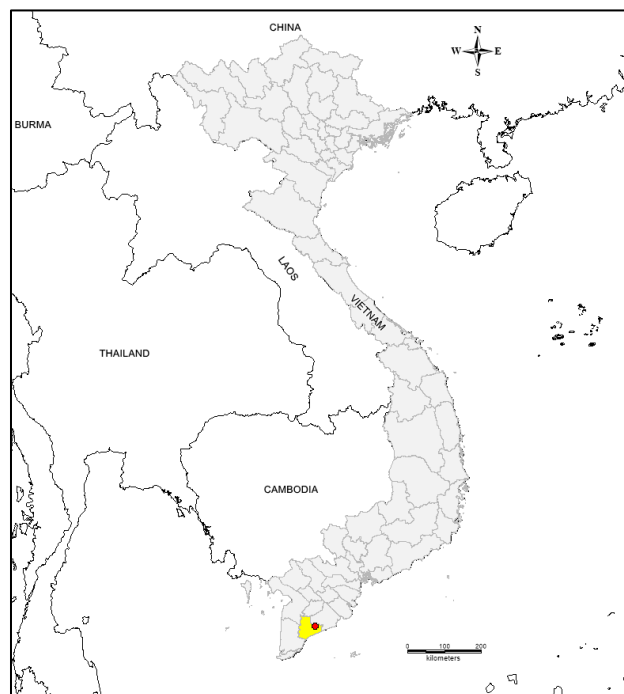 CHINA
N
W E
S
BURMA
LAOS
VIETNAM
THAILAND
CAMBODIA
0 100 200
kilometers